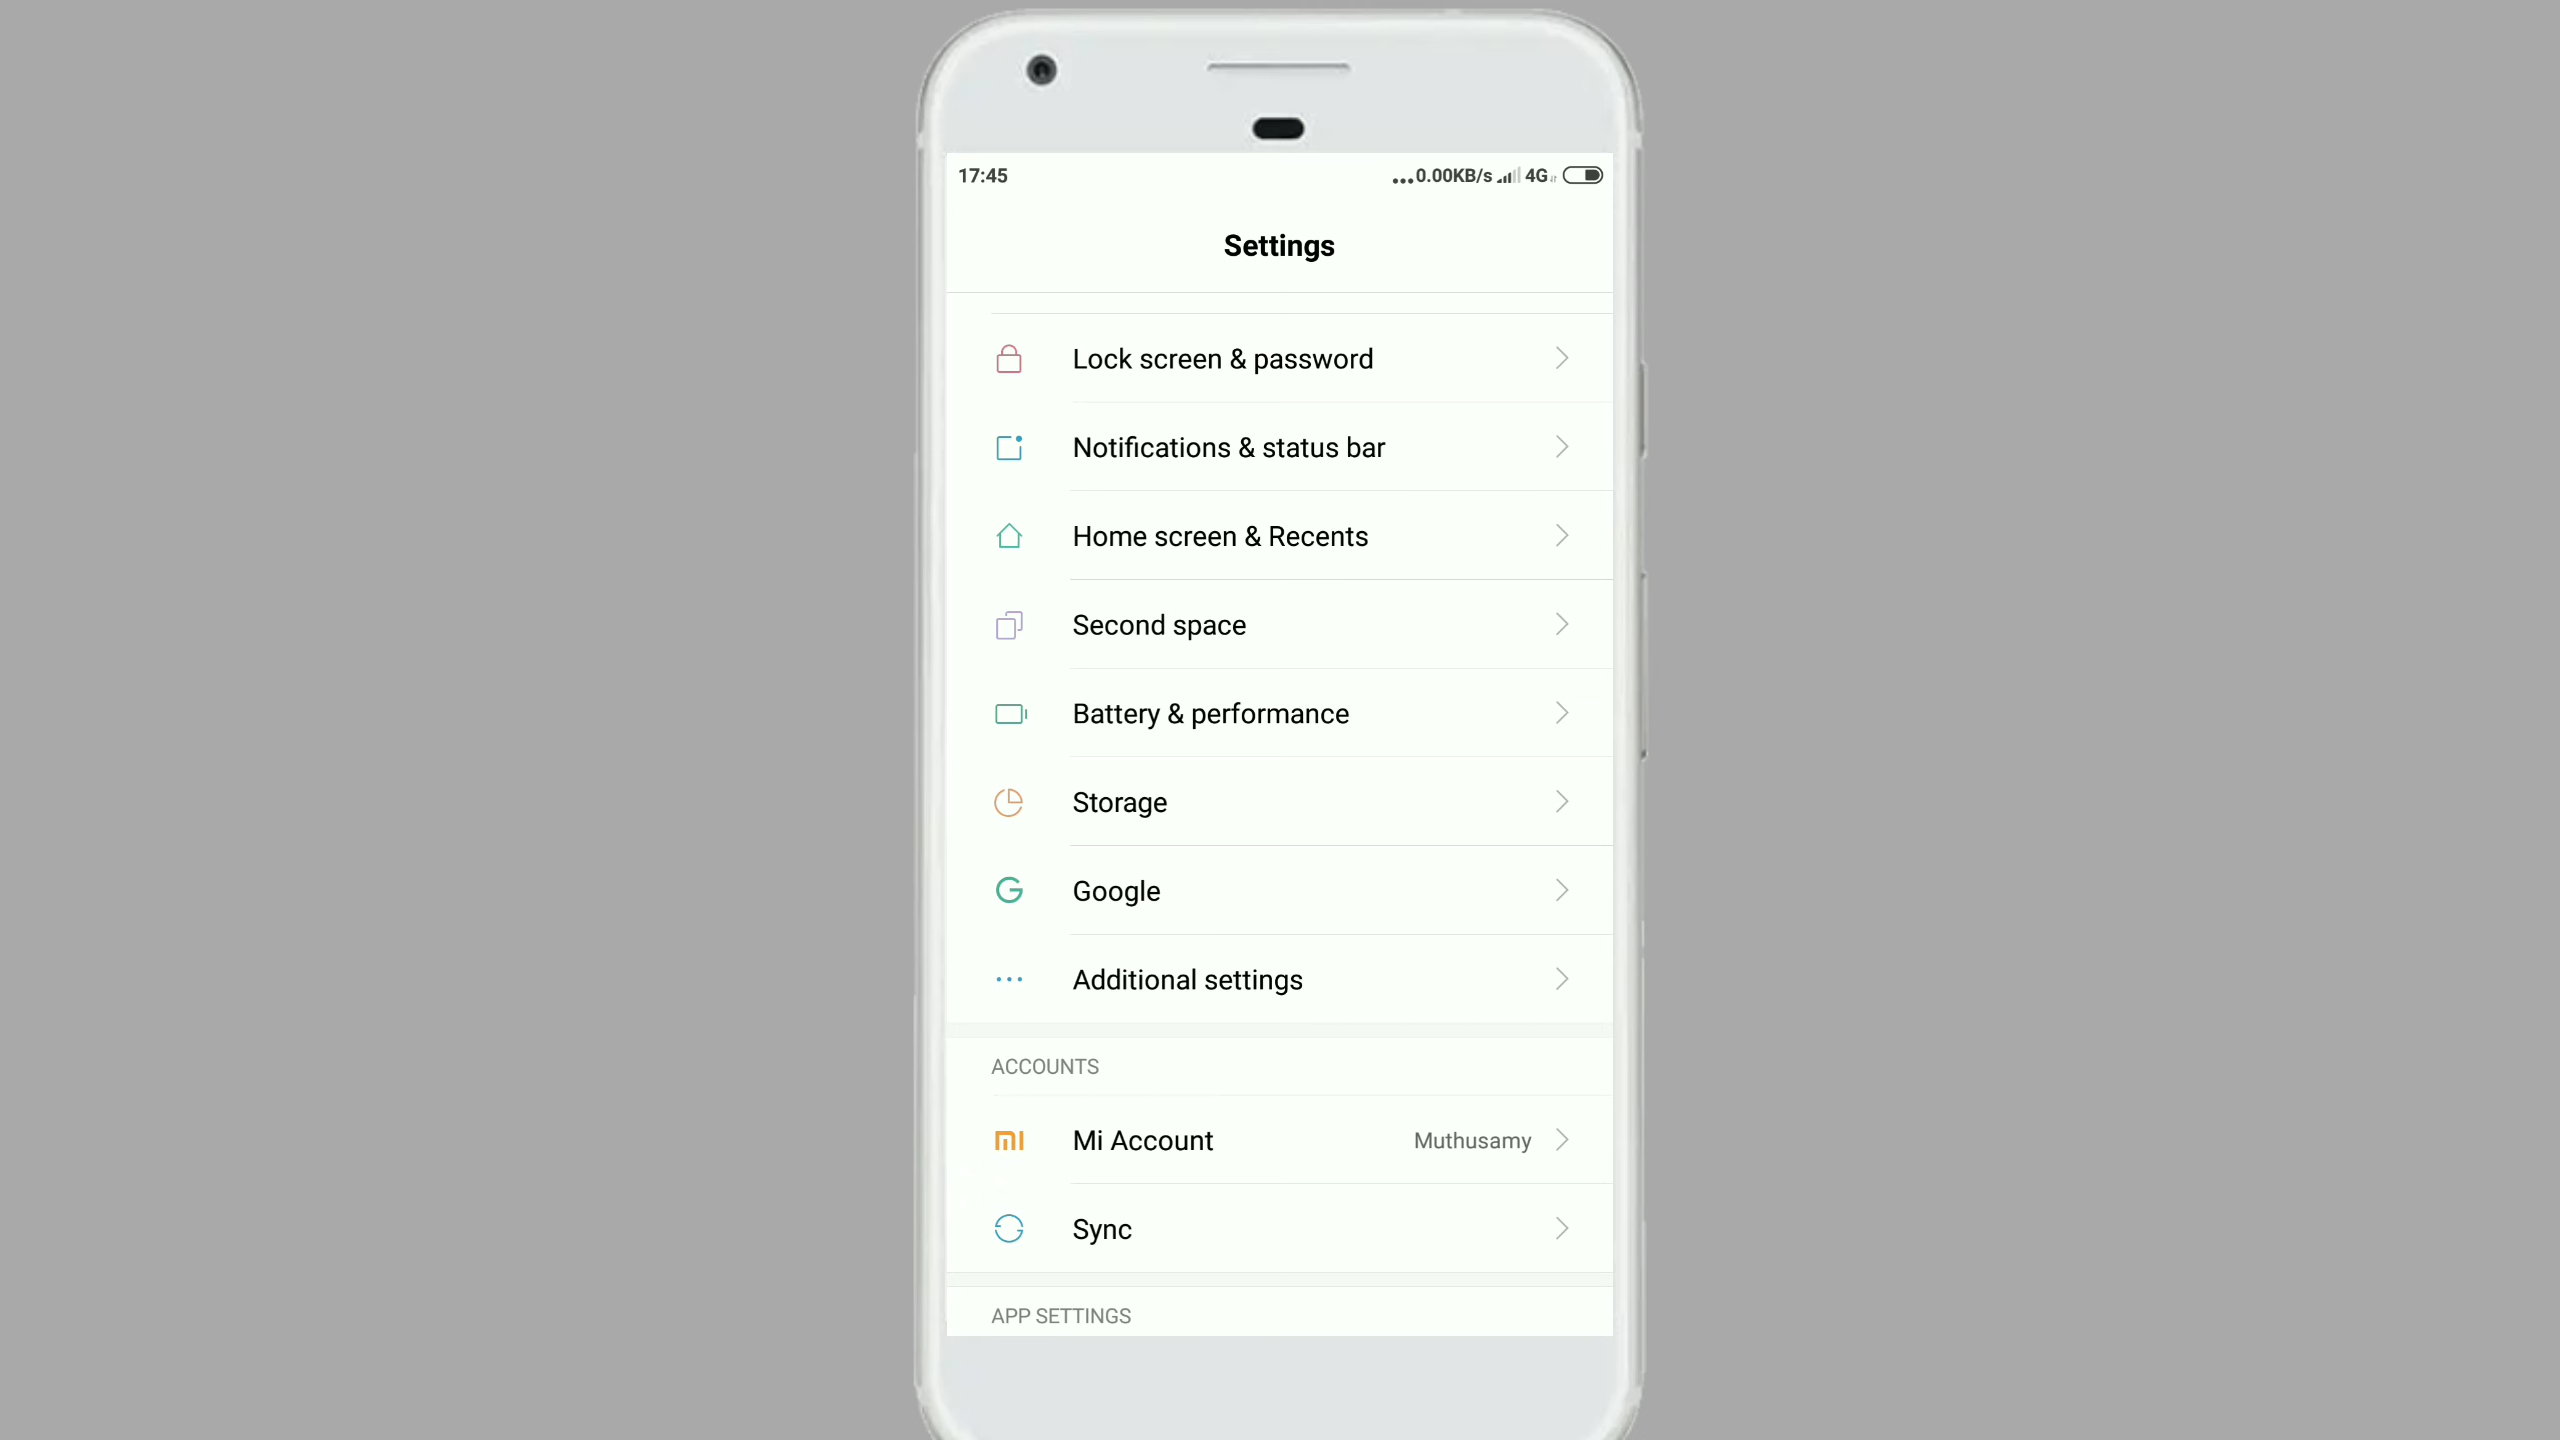 17:45 ...0.00KB/s 4G
Settings
Lock screen & password
Notifications & status bar
Home screen & Recents
Second space
Battery & performance
Storage
Google
Additional settings
ACCOUNTS
Mi Account Muthusamy
Sync
APP SETTINGS